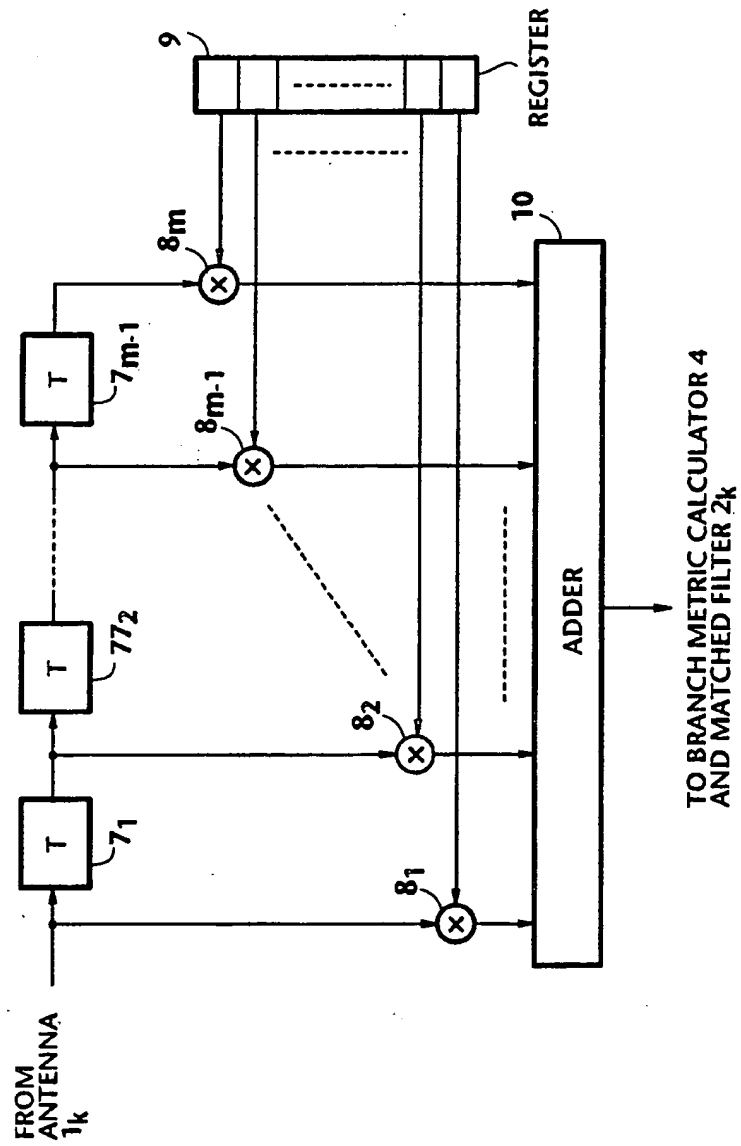 FROM
ANTENNA
1k
T
71
T
772
T
7m-1
81
82
8m-1
8m
9
REGISTER
10
ADDER
TO BRANCH METRIC CALCULATOR 4
AND MATCHED FILTER 2k